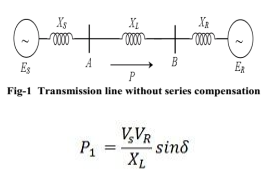 X_S X_L X_R
~ ~
E_S A P B E_R
Fig-1 Transmission line without series compensation
P_1 = \frac{V_s V_R}{X_L} sin\delta